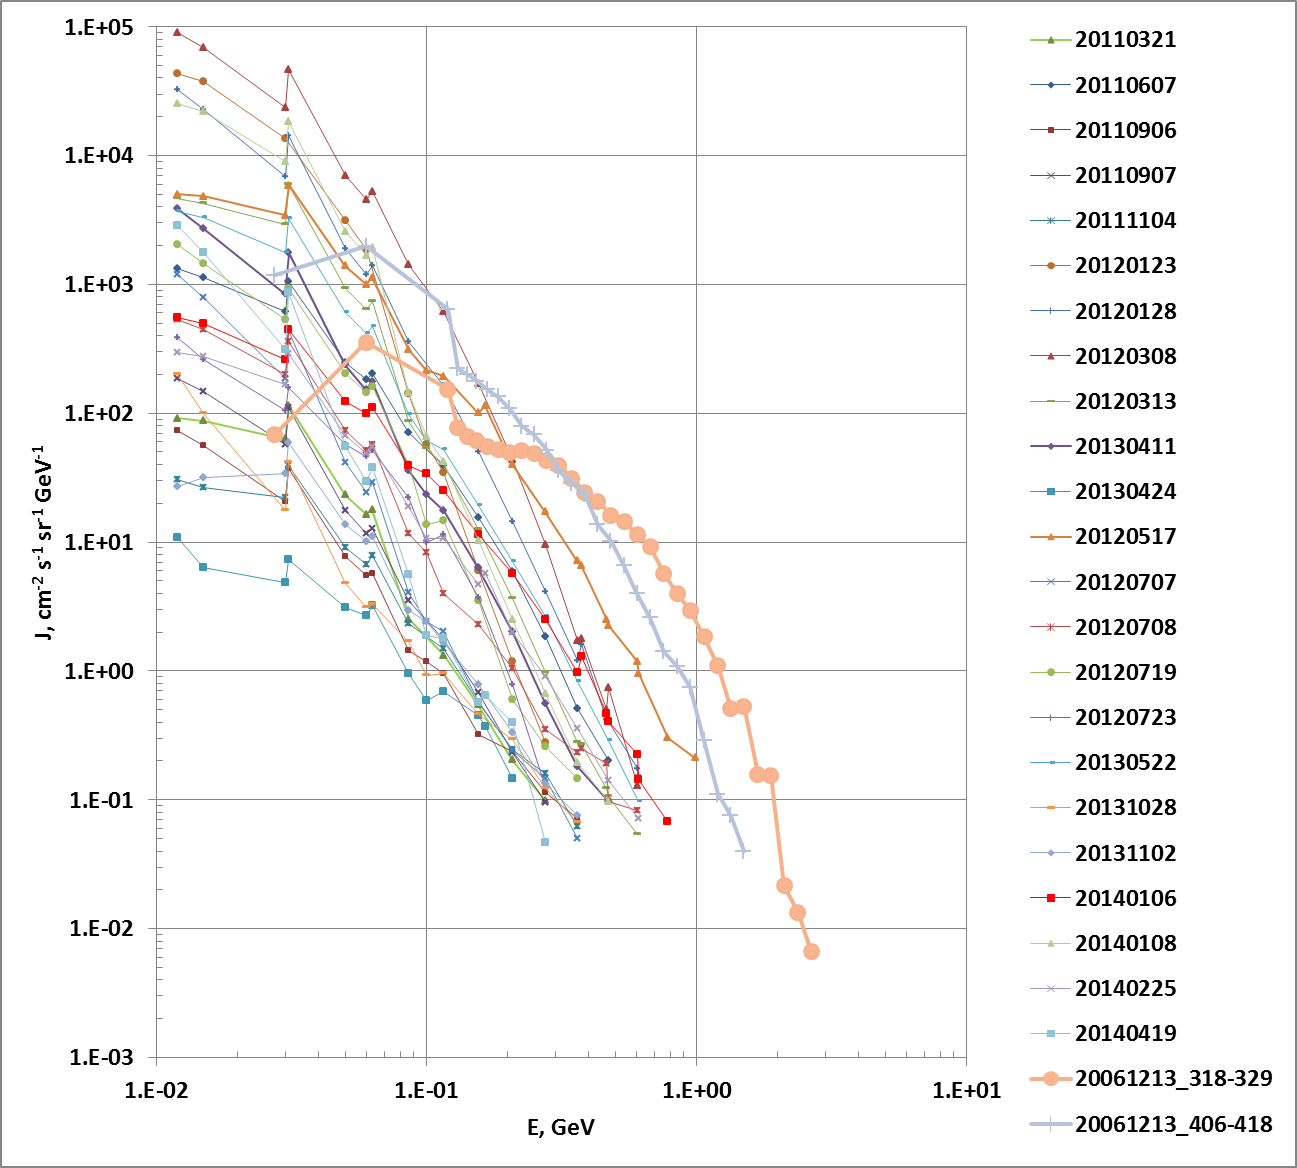 1.E+05
1.E+04
1.E+03
1.E+02
1.E+01
1.E+00
1.E-01
1.E-02
1.E-03
J, cm-2 s-1 sr-1 GeV-1
1.E-02 1.E-01 1.E+00 1.E+01
E, GeV
20110321
20110607
20110906
20110907
20111104
20120123
20120128
20120308
20120313
20130411
20130424
20120517
20120707
20120708
20120719
20120723
20130522
20131028
20131102
20140106
20140108
20140225
20140419
20061213_318-329
20061213_406-418